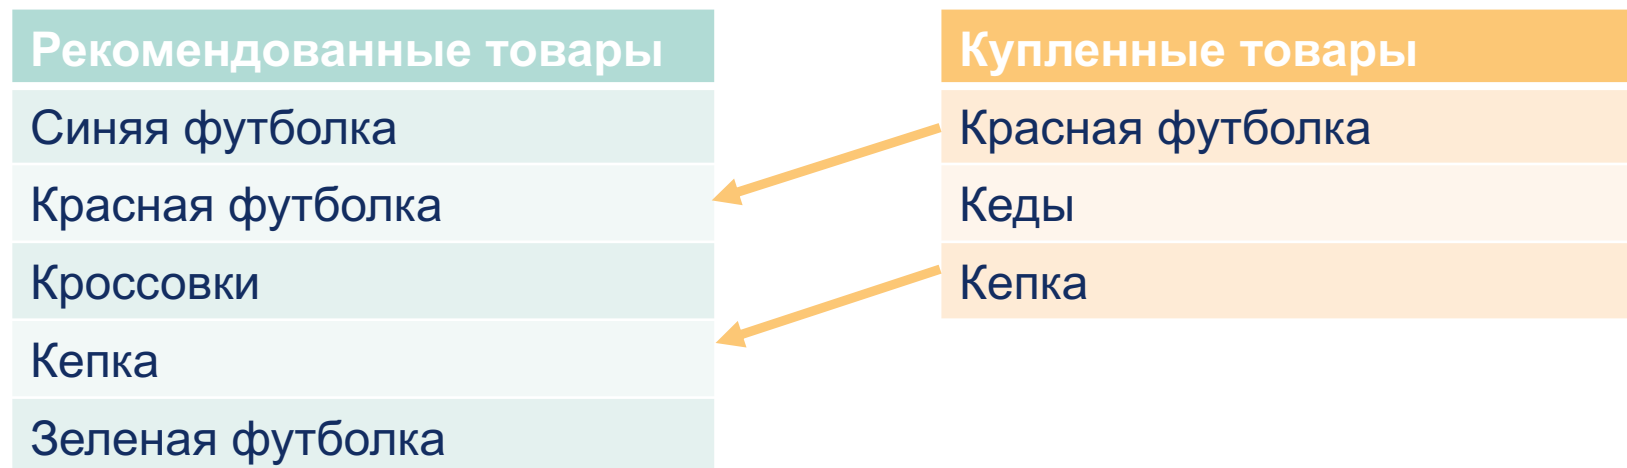 Рекомендованные товары
Синяя футболка
Красная футболка
Кроссовки
Кепка
Зеленая футболка
Купленные товары
Красная футболка
Кеды
Кепка